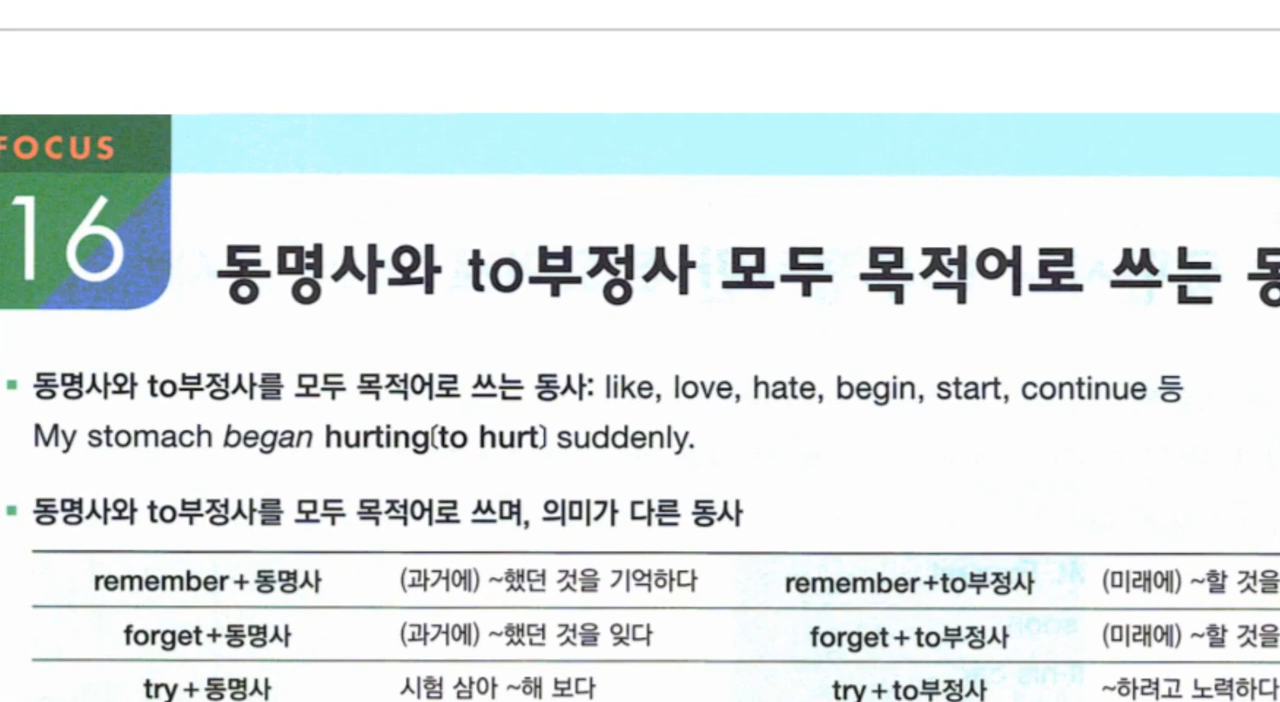 FOCUS
16
동명사와 to부정사 모두 목적어로 쓰는
동명사와 to부정사를 모두 목적어로 쓰는 동사: like, love, hate, begin, start, continue 등
My stomach began hurting(to hurt) suddenly.
동명사와 to부정사를 모두 목적어로 쓰며, 의미가 다른 동사
remember+동명사 (과거에) ~했던 것을 기억하다 remember+to부정사 (미래에) ~할 것을
forget+동명사 (과거에) ~했던 것을 잊다 forget+to부정사 (미래에) ~할 것을
try+동명사 시험 삼아 ~해 보다 try+to부정사 ~하려고 노력하다